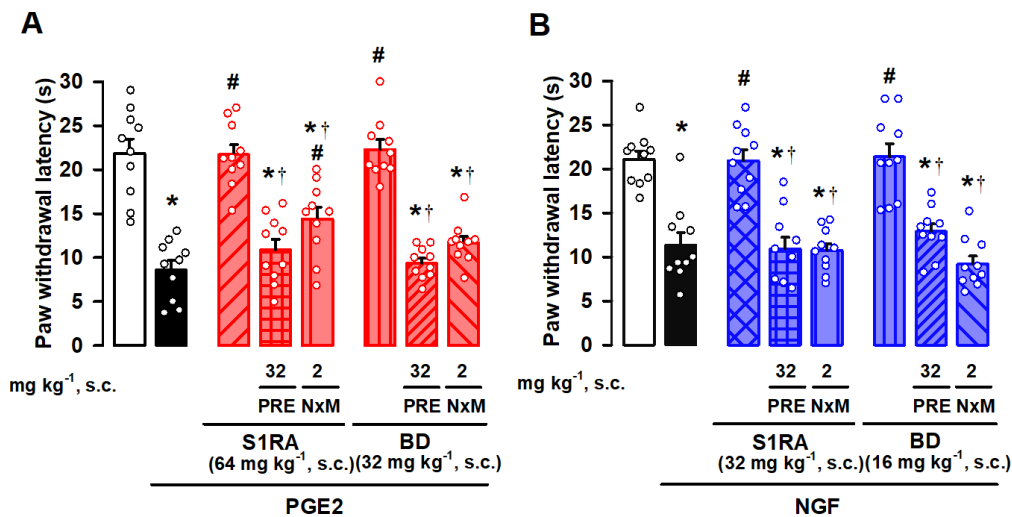 A
B
Paw withdrawal latency (s)
30
25
20
15
10
5
0
*
#
*†
*†
#
#
*†
*†
mg kg-1, s.c.
32
2
32
2
PRE
NxM
PRE
NxM
S1RA
(64 mg kg-1, s.c.)
BD
(32 mg kg-1, s.c.)
PGE2
Paw withdrawal latency (s)
30
25
20
15
10
5
0
*
#
*†
*†
#
*†
*†
mg kg-1, s.c.
32
2
32
2
PRE
NxM
PRE
NxM
S1RA
(32 mg kg-1, s.c.)
BD
(16 mg kg-1, s.c.)
NGF